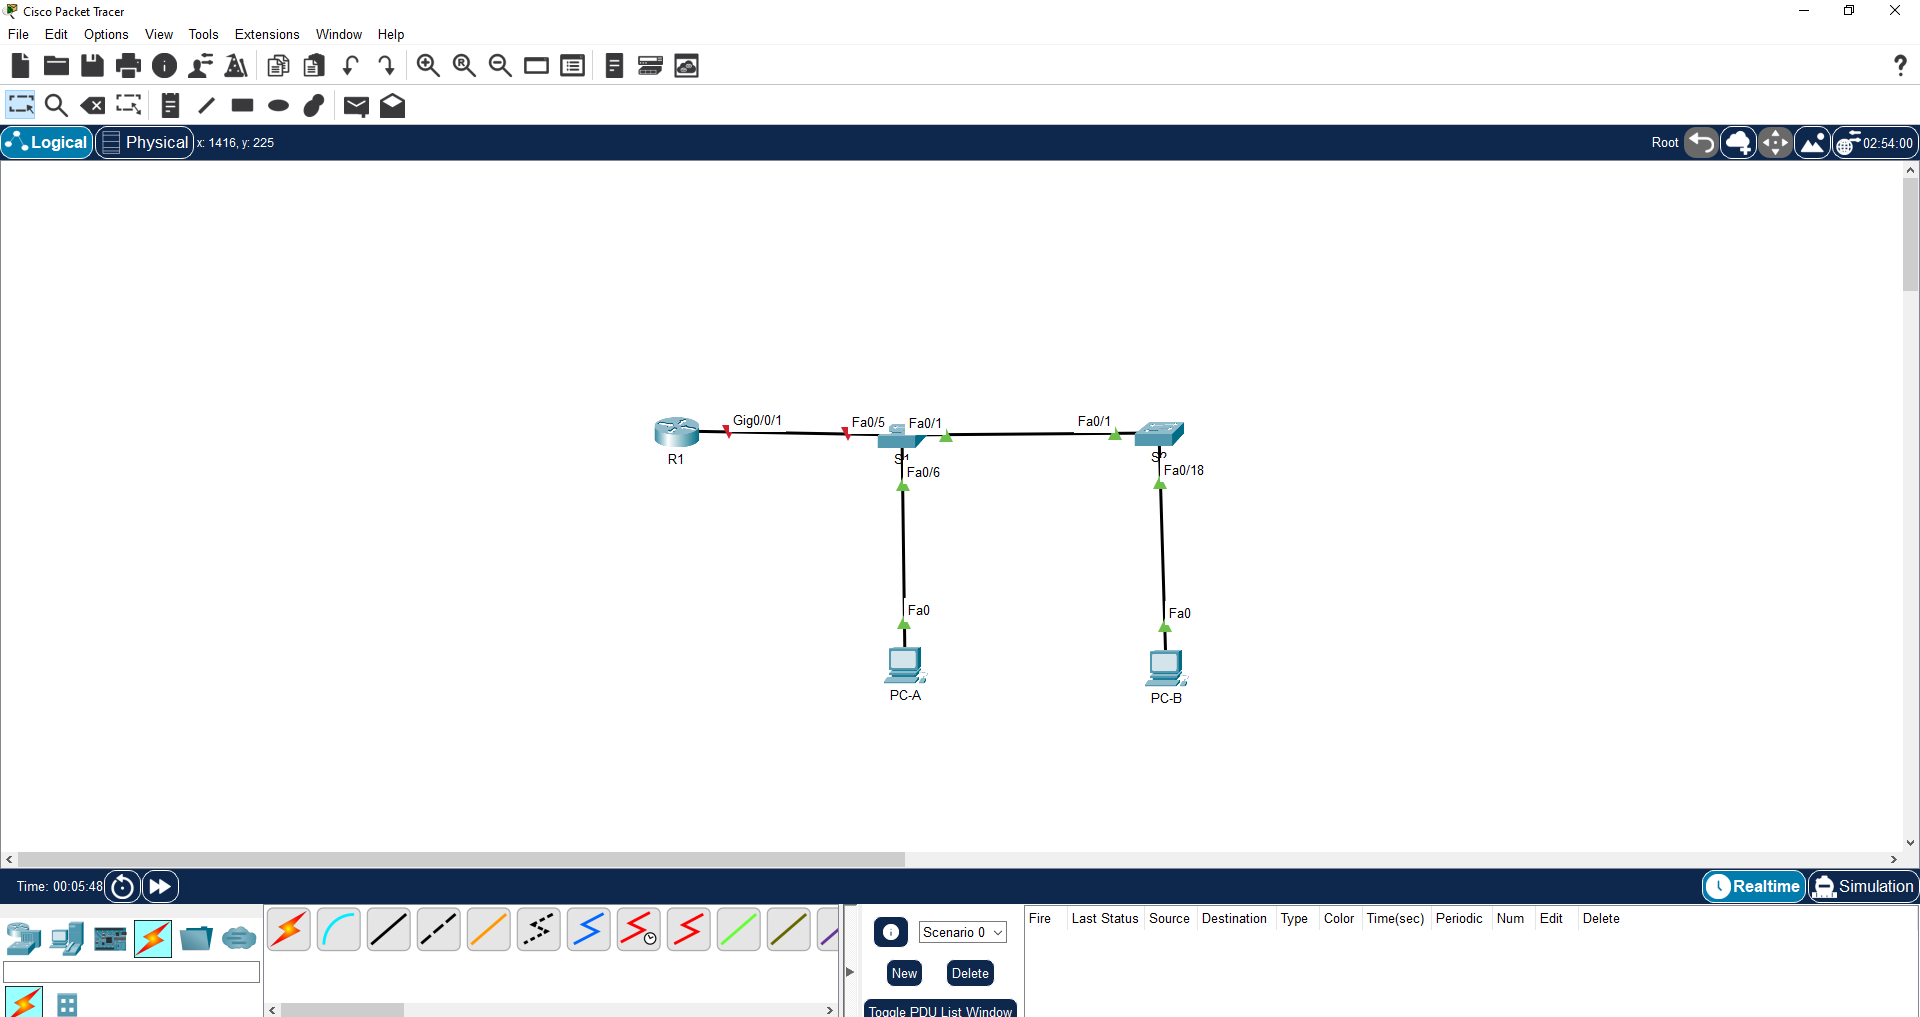 Cisco Packet Tracer
File Edit Options View Tools Extensions Window Help
Logical Physical x: 1416, y: 225 Root 02:54:00
Gig0/0/1 Fa0/5 Fa0/1 Fa0/1
R1 S1 S3
Fa0/6 Fa0/18
Fa0 Fa0
PC-A PC-B
Time: 00:05:48 Realtime Simulation
Scenario 0 Fire Last Status Source Destination Type Color Time(sec) Periodic Num Edit Delete
New Delete
Toggle PDU List Window